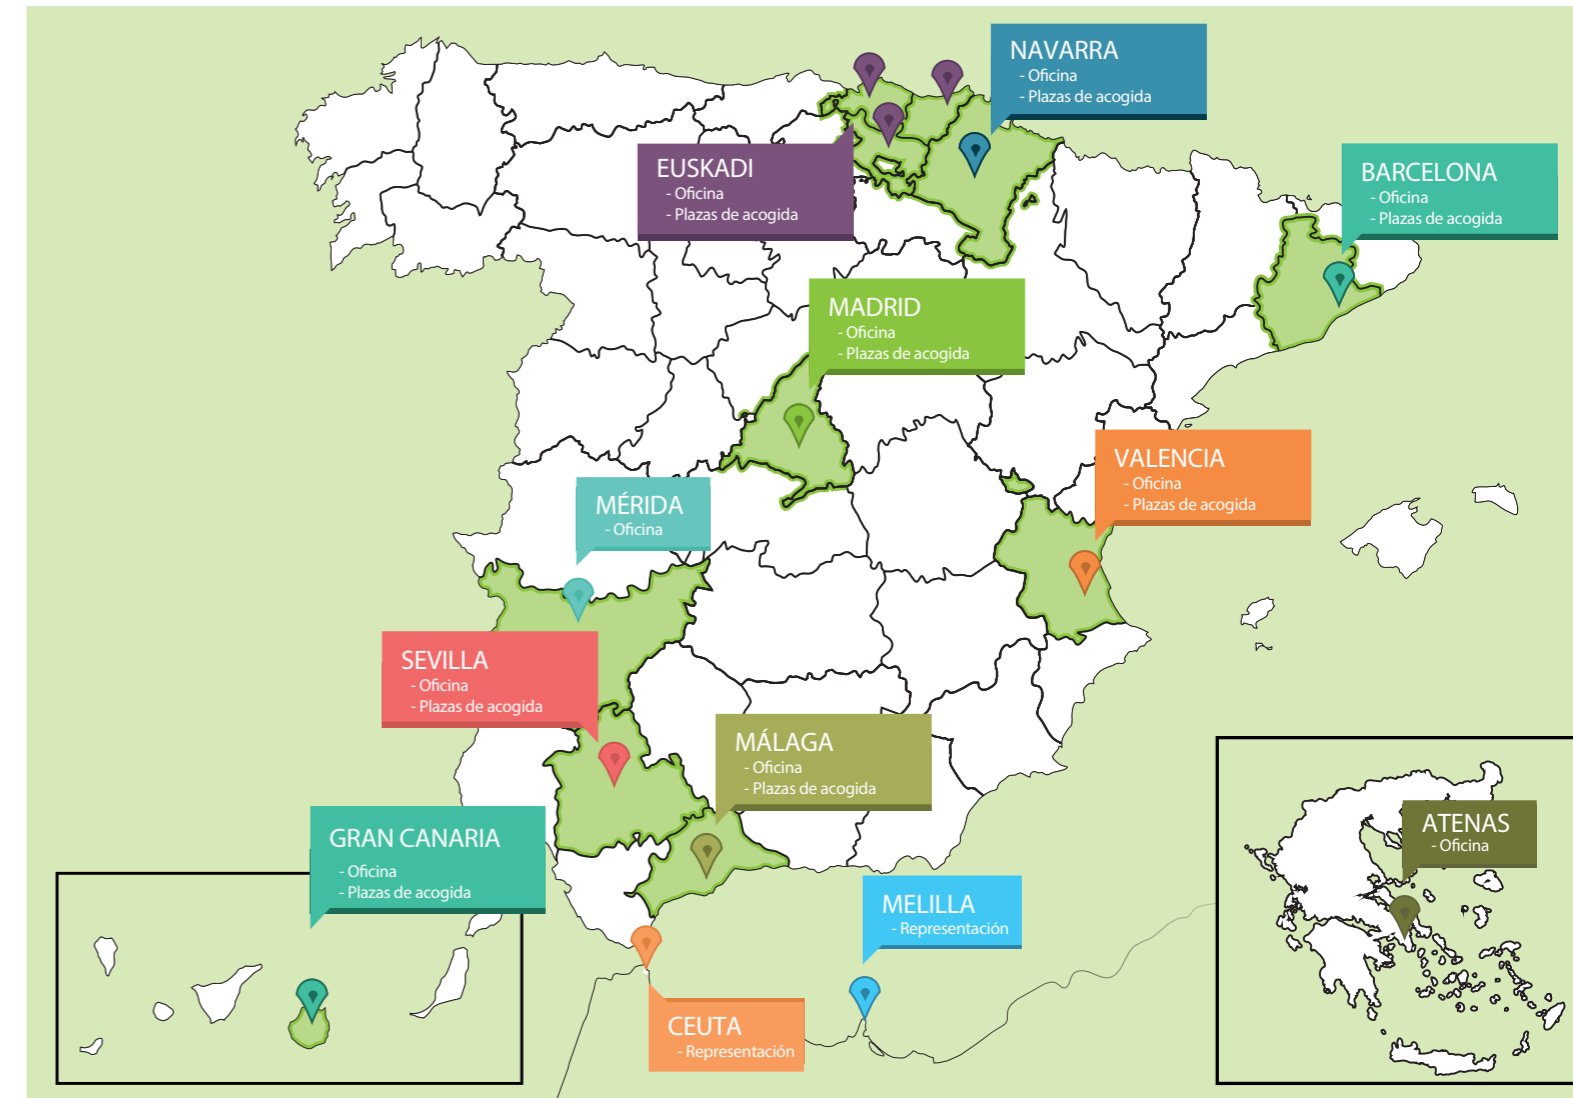 NAVARRA
- Oficina
- Plazas de acogida
EUSKADI
- Oficina
- Plazas de acogida
BARCELONA
- Oficina
- Plazas de acogida
MADRID
- Oficina
- Plazas de acogida
VALENCIA
- Oficina
- Plazas de acogida
MÉRIDA
- Oficina
SEVILLA
- Oficina
- Plazas de acogida
MÁLAGA
- Oficina
- Plazas de acogida
GRAN CANARIA
- Oficina
- Plazas de acogida
ATENAS
- Oficina
MELILLA
- Representación
CEUTA
- Representación